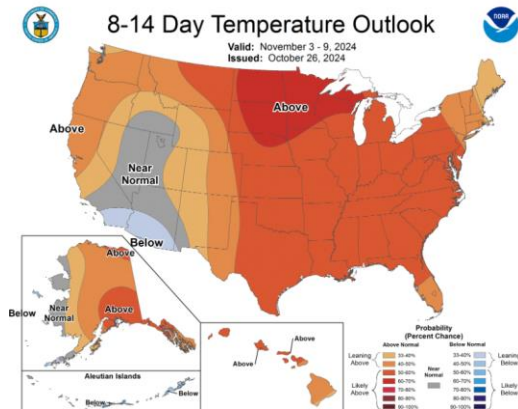 8-14 Day Temperature Outlook
NOAA
Valid: November 3 - 9, 2024
Issued: October 26, 2024
Above
Above
Near
Normal
Below
Above
Above
Near
Normal
Below
Aleutian Islands
Below
Above
Above
Probability
(Percent Chance)
Above Normal
Below Normal
Leaning
Above
33-40%
40-50%
50-60%
Likely
Above
60-70%
70-80%
80-90%
90-100%
Near
Normal
33-40%
40-50%
50-60%
Leaning
Below
60-70%
70-80%
80-90%
90-100%
Likely
Below